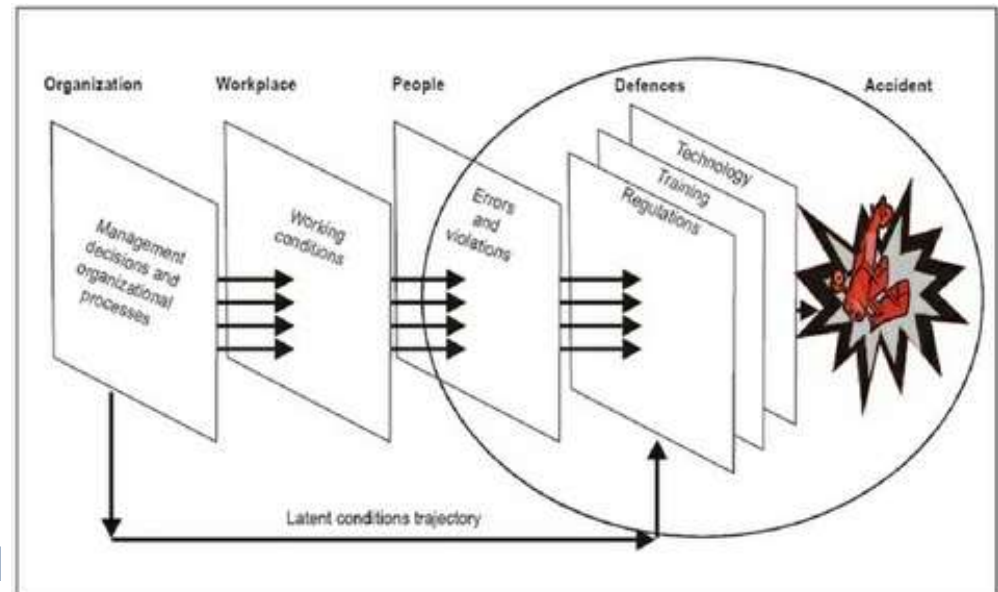 Organization
Workplace
People
Defences
Accident
Management
decisions and
organizational
processes
Working
conditions
Errors
and
violations
Technology
Training
Regulations
Latent conditions trajectory